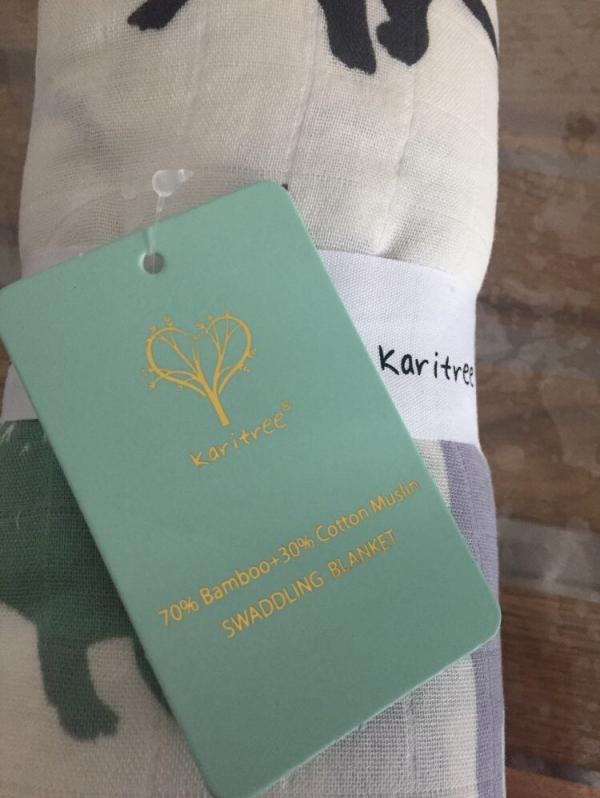 Karitree
karitree®
70% Bamboo+30% Cotton Muslin
SWADDLING BLANKET